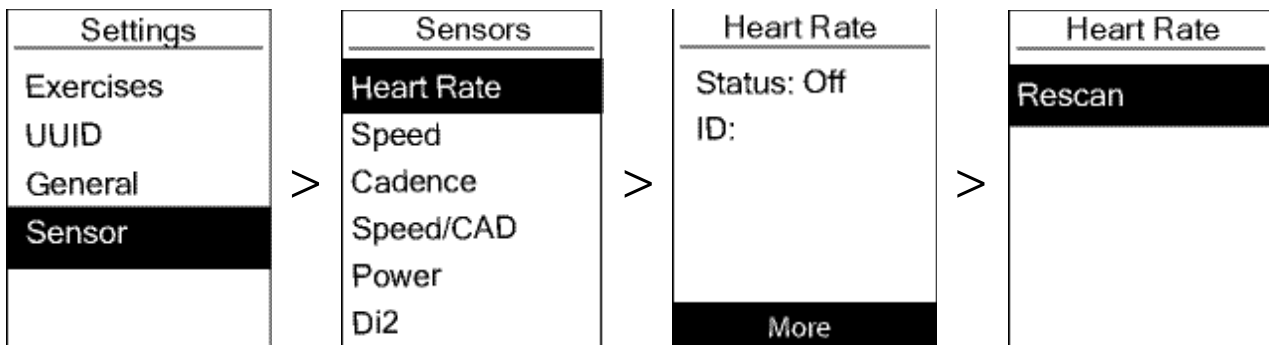 Settings
Exercises
UUID
General
Sensor
>
Sensors
Heart Rate
Speed
Cadence
Speed/CAD
Power
Di2
>
Heart Rate
Status: Off
ID:
More
>
Heart Rate
Rescan